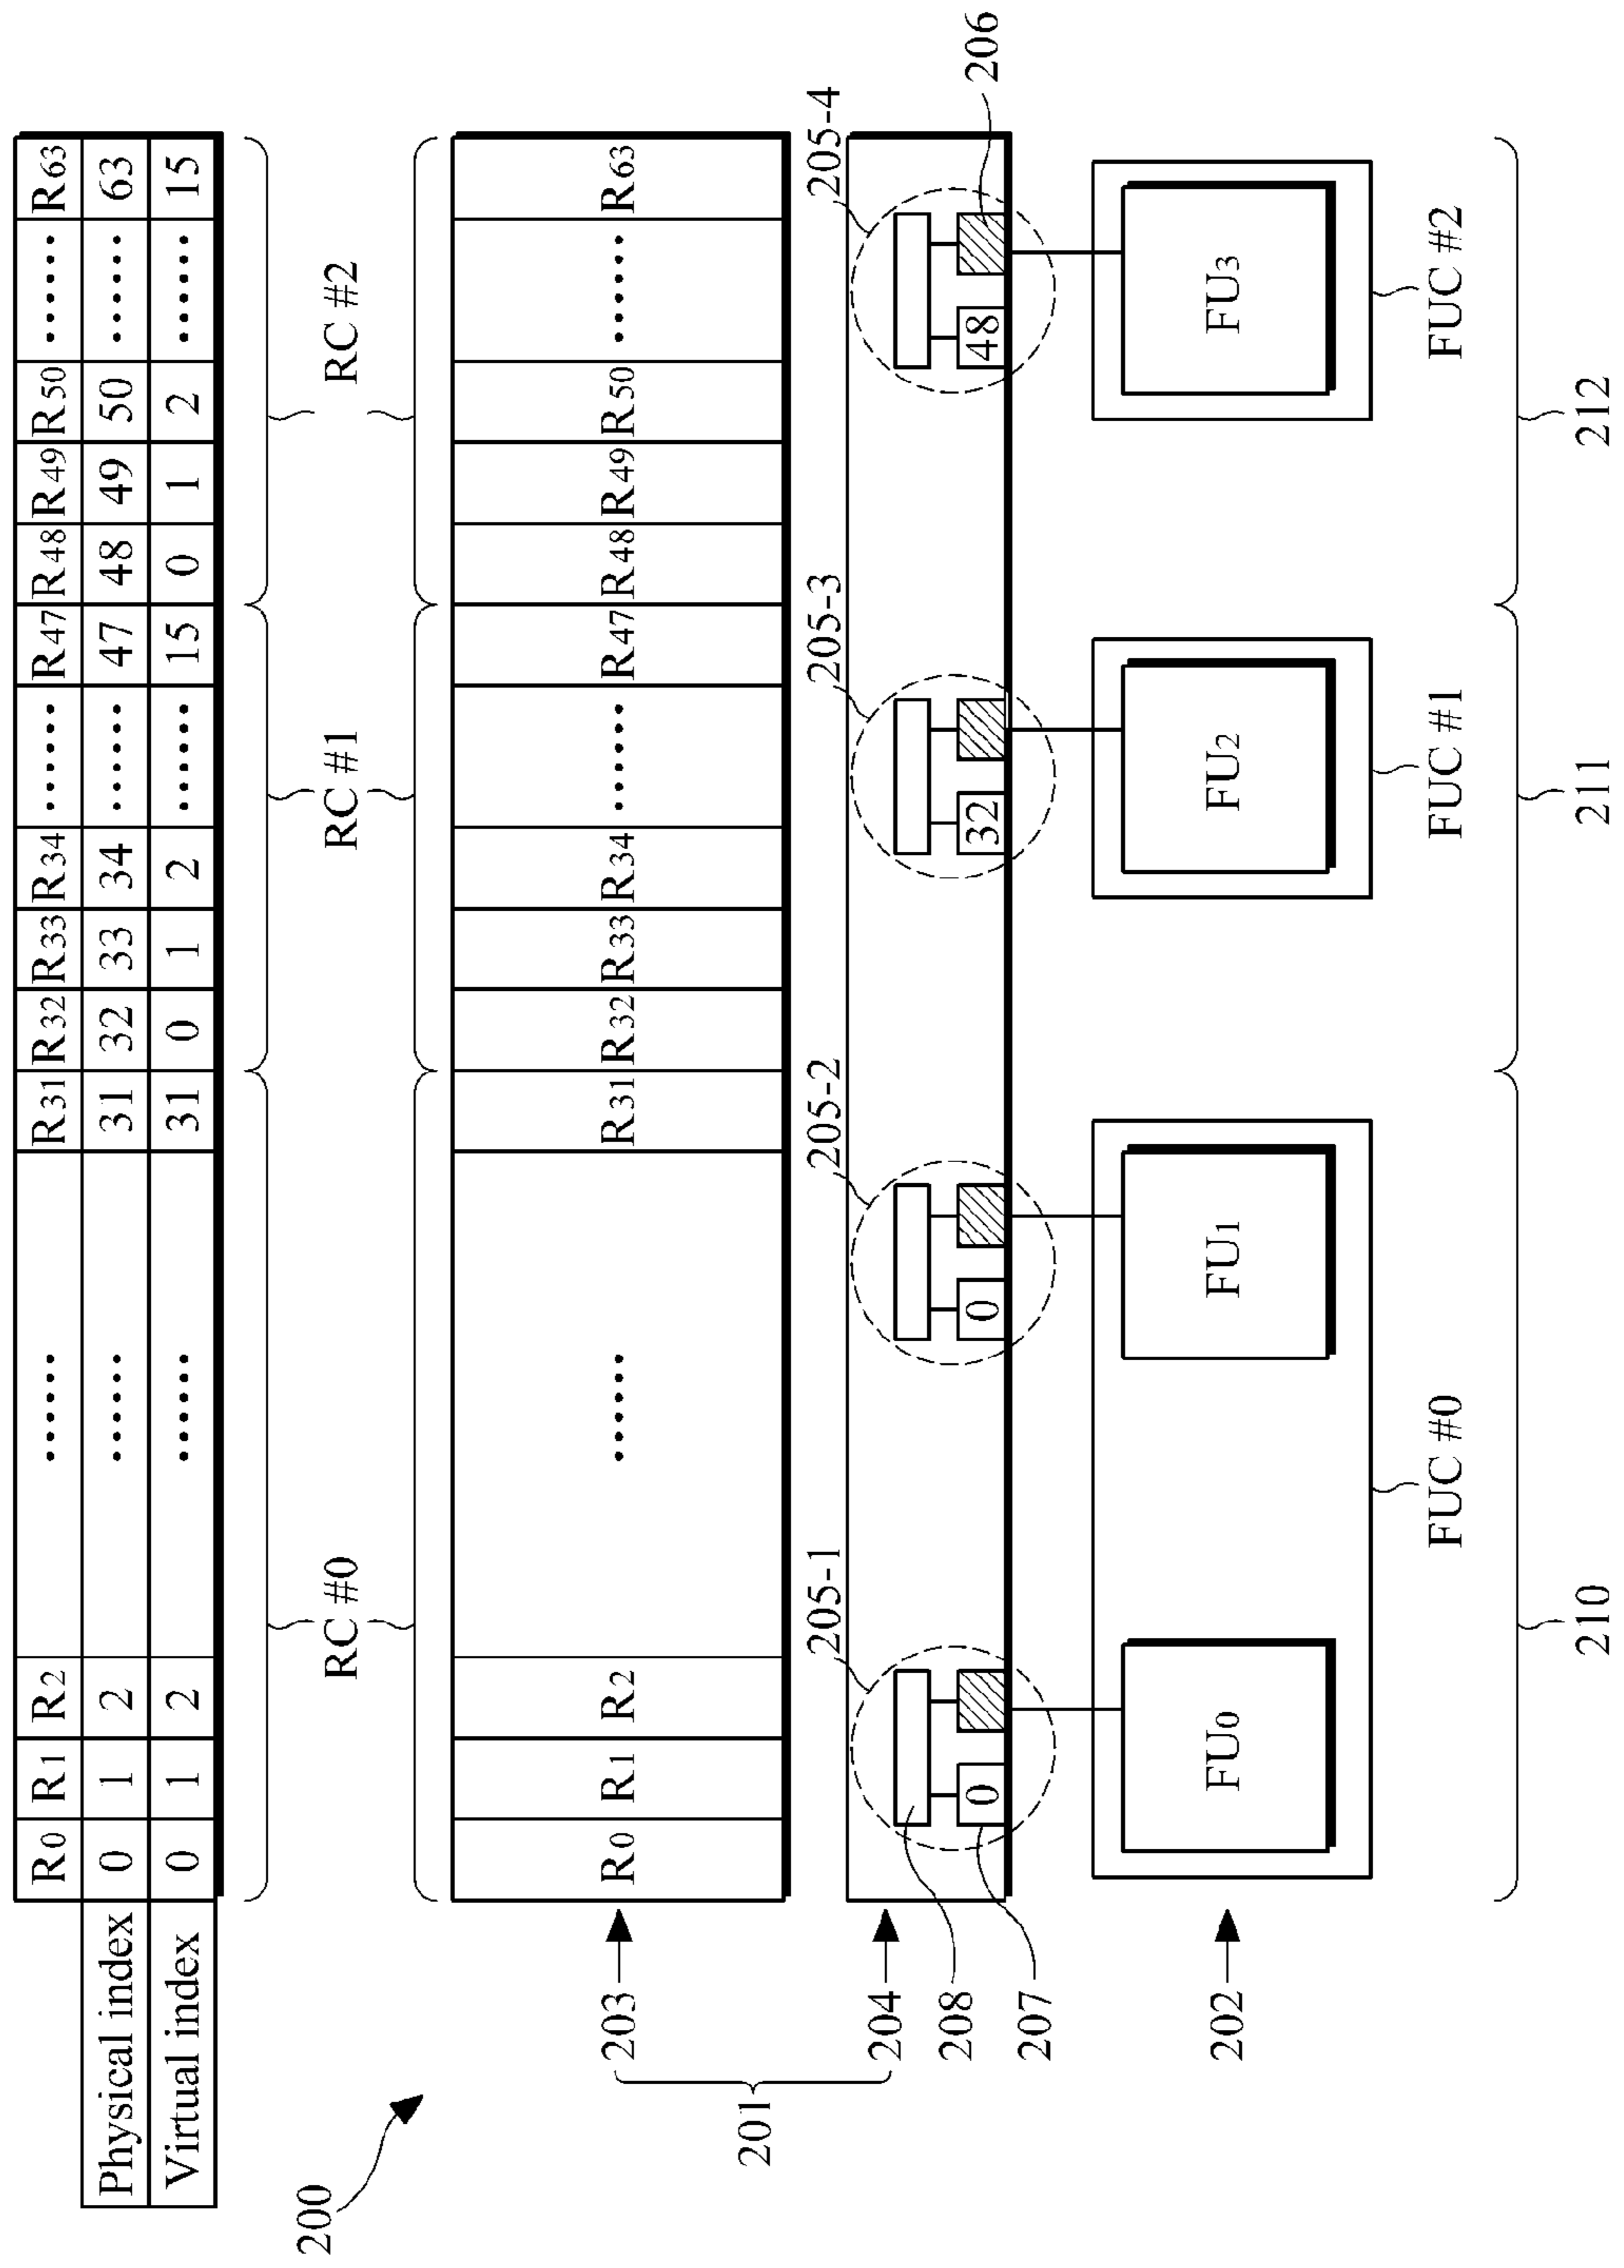 R0 R1 R2 ...... R31 R32 R33 R34 ...... R47 R48 R49 R50 ...... R63
Physical index 0 1 2 ...... 31 32 33 34 ...... 47 48 49 50 ...... 63
Virtual index 0 1 2 ...... 31 0 1 2 ...... 15 0 1 2 ...... 15
200
RC #0 RC #1 RC #2
203 R0 R1 R2 ...... R31 R32 R33 R34 ...... R47 R48 R49 R50 ...... R63
201
205-1 205-2 205-3 205-4
204
208
207 0 0 32 48 206
202 FU0 FU1 FU2 FU3
FUC #0 FUC #1 FUC #2
210 211 212